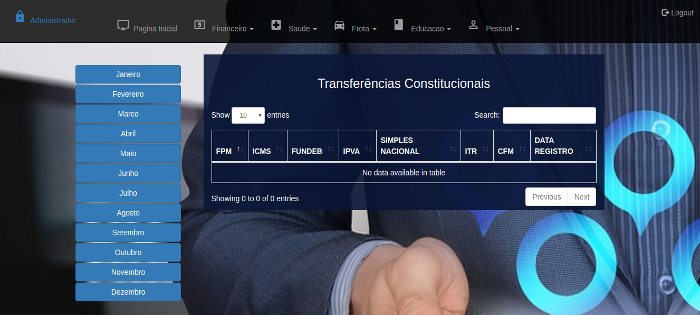 Administrador
Pagina Inicial
Financeiro
Saude
Frota
Educacao
Pessoal
Logout
Janeiro
Fevereiro
Marco
Abril
Maio
Junho
Julho
Agosto
Setembro
Outubro
Novembro
Dezembro
Transferências Constitucionais
Show 10 entries
Search:
FPM ICMS FUNDEB IPVA SIMPLES NACIONAL ITR CFM DATA REGISTRO
No data available in table
Showing 0 to 0 of 0 entries
Previous Next